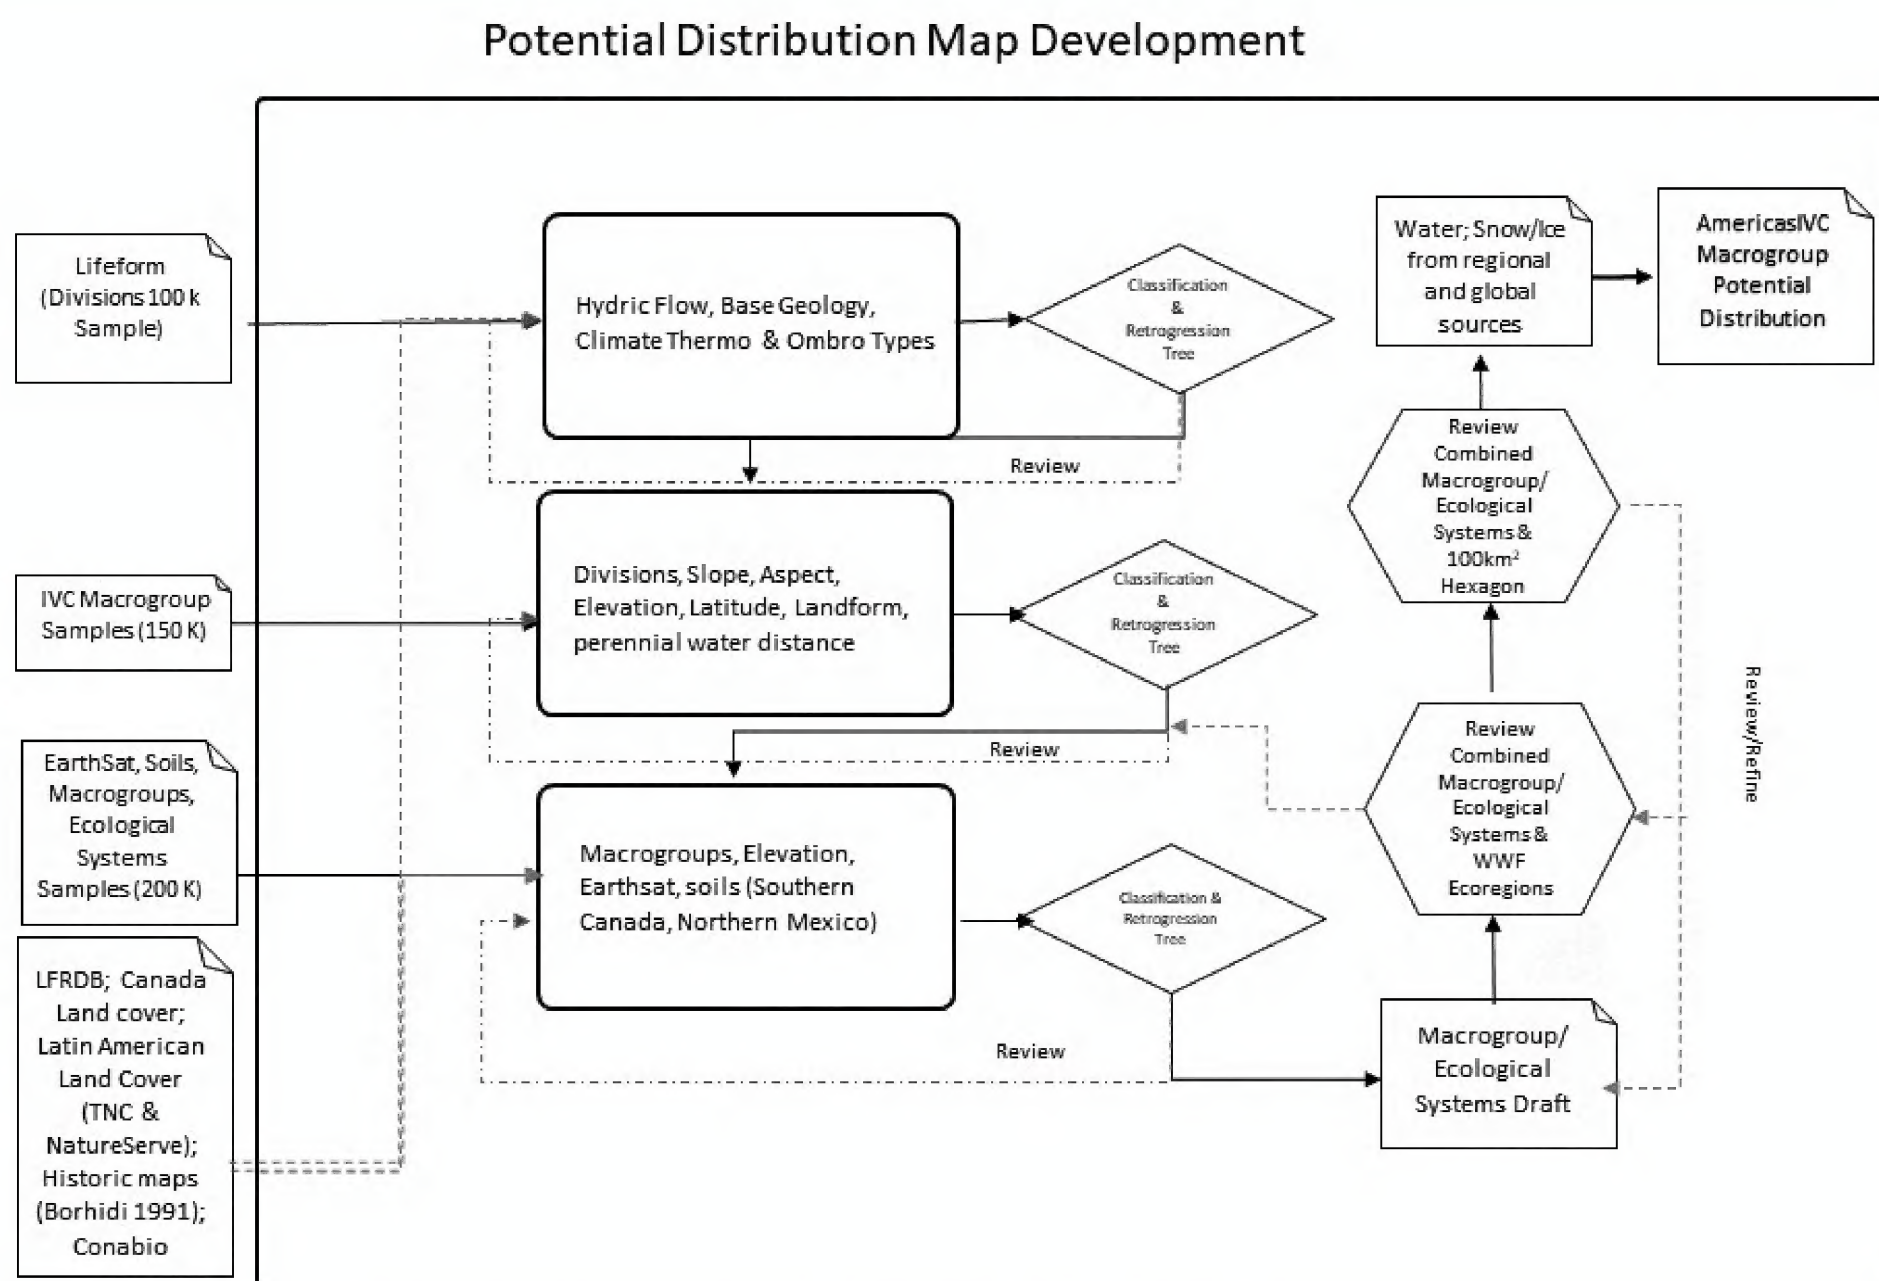 Potential Distribution Map Development
Lifeform
(Divisions 100 k
Sample)
Hydric Flow, Base Geology,
Climate Thermo & Ombro Types
Classification
&
Retrogression
Tree
Water; Snow/Ice
from regional
and global
sources
AmericasIVC
Macrogroup
Potential
Distribution
Review
IVC Macrogroup
Samples (150 K)
Divisions, Slope, Aspect,
Elevation, Latitude, Landform,
perennial water distance
Classification
&
Retrogression
Tree
Review
Combined
Macrogroup/
Ecological
Systems &
100km²
Hexagon
Review
EarthSat, Soils,
Macrogroups,
Ecological
Systems
Samples (200 K)
Macrogroups, Elevation,
Earthsat, soils (Southern
Canada, Northern Mexico)
Classification &
Retrogression
Tree
Review
Combined
Macrogroup/
Ecological
Systems &
WWF
Ecoregions
Review/Refine
LFRDB; Canada
Land cover;
Latin American
Land Cover
(TNC &
NatureServe);
Historic maps
(Borhidi 1991);
Conabio
Review
Macrogroup/
Ecological
Systems Draft